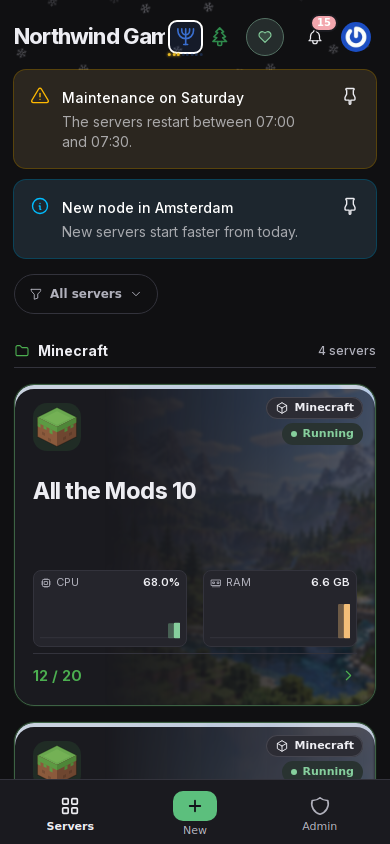 Northwind Gam
15
Maintenance on Saturday
The servers restart between 07:00
and 07:30.
New node in Amsterdam
New servers start faster from today.
All servers
Minecraft
4 servers
Minecraft
Running
All the Mods 10
CPU
68.0%
RAM
6.6 GB
12 / 20
Minecraft
Running
Servers
New
Admin